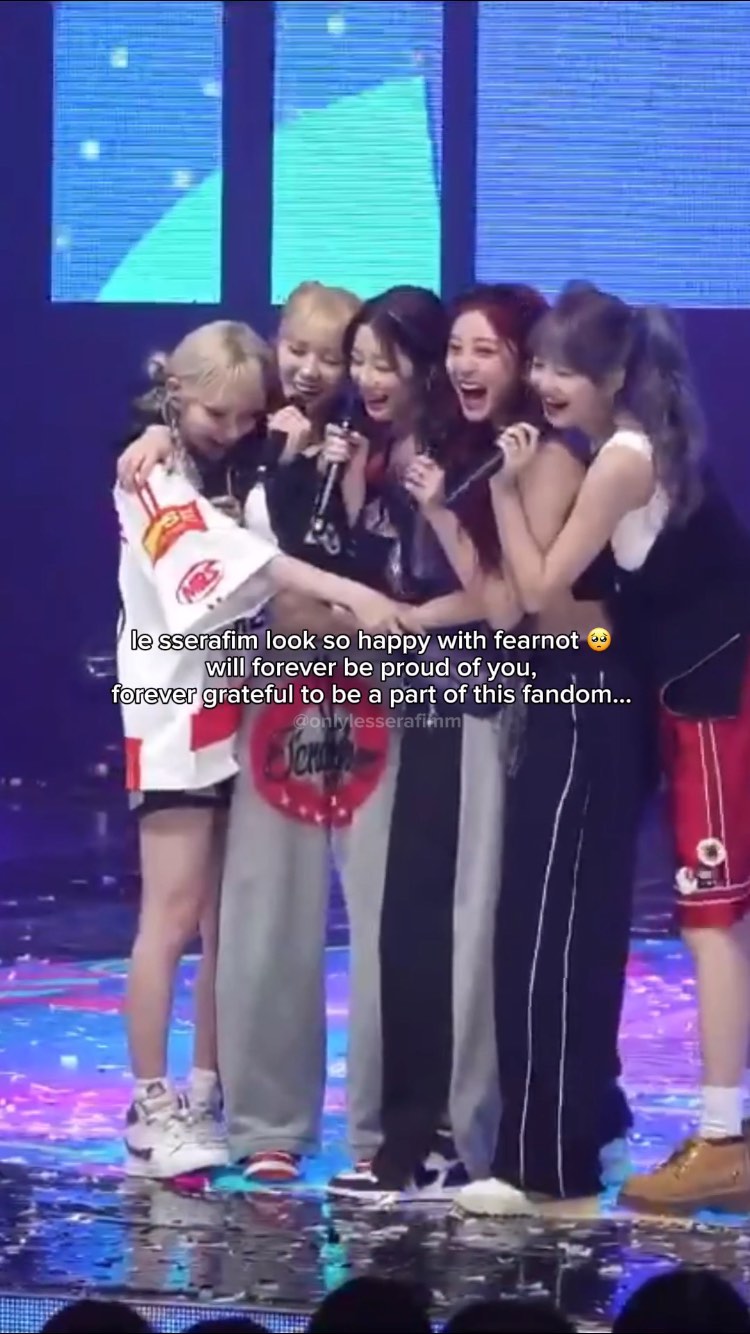 MRS
le sserafim look so happy with fearnot 🥺
will forever be proud of you,
forever grateful to be a part of this fandom...
@onlylesserafimm